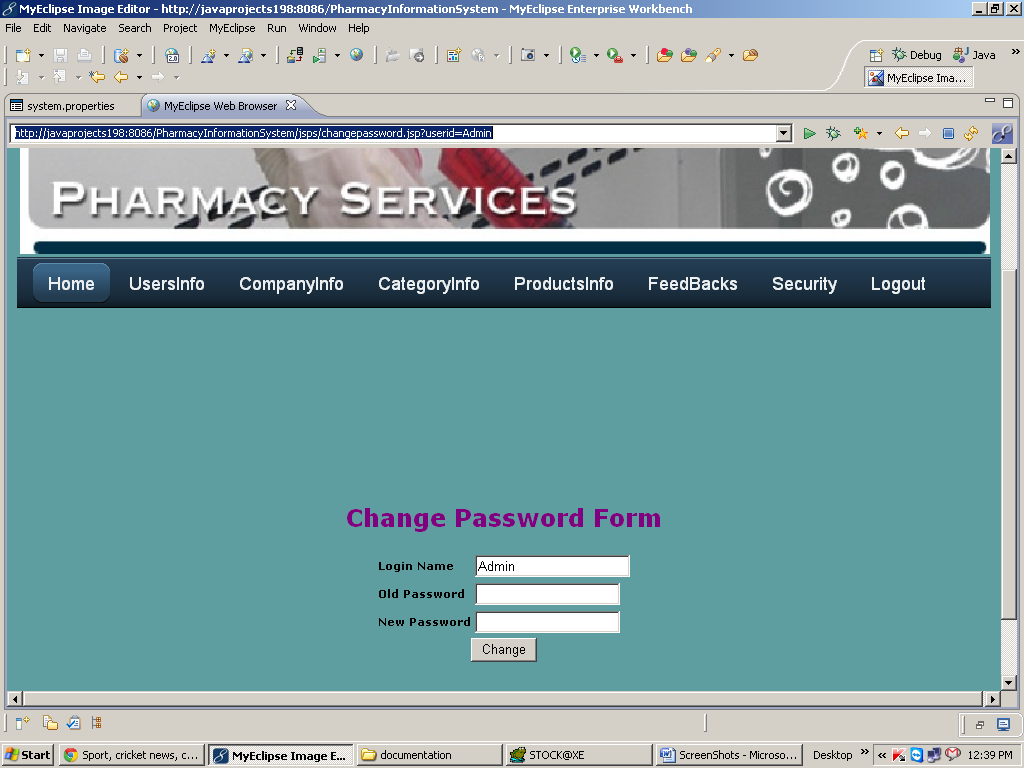 MyEclipse Image Editor - http://javaprojects198:8086/PharmacyInformationSystem - MyEclipse Enterprise Workbench
File Edit Navigate Search Project MyEclipse Run Window Help
2.0
Debug Java »
MyEclipse Ima...
system.properties MyEclipse Web Browser
http://javaprojects198:8086/PharmacyInformationSystem/jsps/changepassword.jsp?userid=Admin
PHARMACY SERVICES
Home UsersInfo CompanyInfo CategoryInfo ProductsInfo FeedBacks Security Logout
Change Password Form
Login Name Admin
Old Password
New Password
Change
Start Sport, cricket news, c... MyEclipse Image E... documentation STOCK@XE ScreenShots - Microso... Desktop » « 12:39 PM